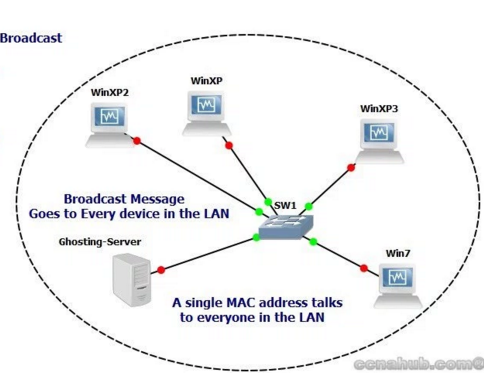 Broadcast
WinXP
WinXP2
WinXP3
SW1
Broadcast Message
Goes to Every device in the LAN
Ghosting-Server
Win7
A single MAC address talks
to everyone in the LAN
ccnahub.com@